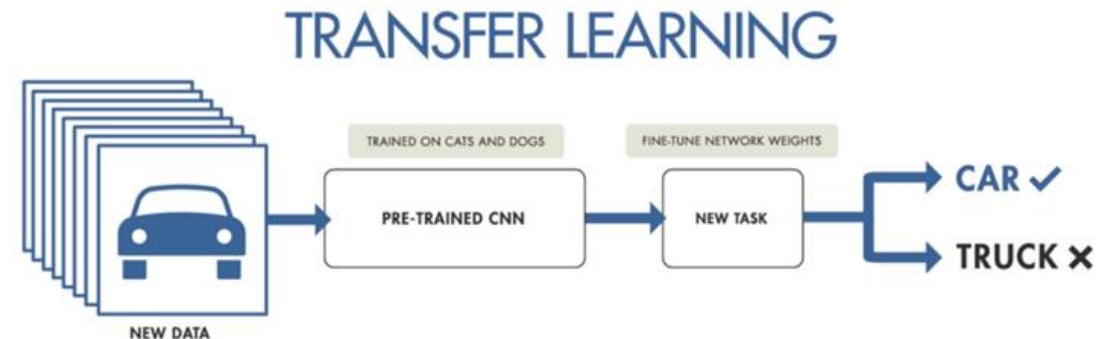 TRANSFER LEARNING
TRAINED ON CATS AND DOGS
FINE-TUNE NETWORK WEIGHTS
PRE-TRAINED CNN
NEW TASK
CAR ✓
TRUCK ✕
NEW DATA